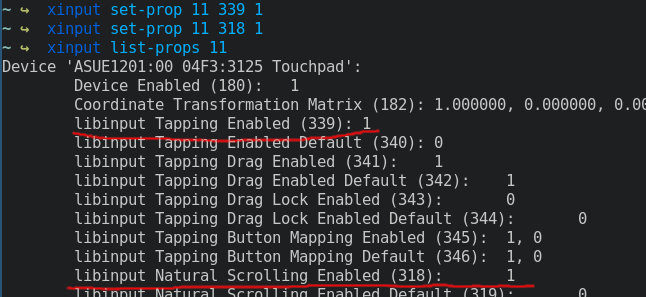 ~ ↪ xinput set-prop 11 339 1
~ ↪ xinput set-prop 11 318 1
~ ↪ xinput list-props 11
Device 'ASUE1201:00 04F3:3125 Touchpad':
Device Enabled (180): 1
Coordinate Transformation Matrix (182): 1.000000, 0.000000, 0.00
libinput Tapping Enabled (339): 1
libinput Tapping Enabled Default (340): 0
libinput Tapping Drag Enabled (341): 1
libinput Tapping Drag Enabled Default (342): 1
libinput Tapping Drag Lock Enabled (343): 0
libinput Tapping Drag Lock Enabled Default (344): 0
libinput Tapping Button Mapping Enabled (345): 1, 0
libinput Tapping Button Mapping Default (346): 1, 0
libinput Natural Scrolling Enabled (318): 1
libinput Natural Scrolling Enabled Default (319): 0